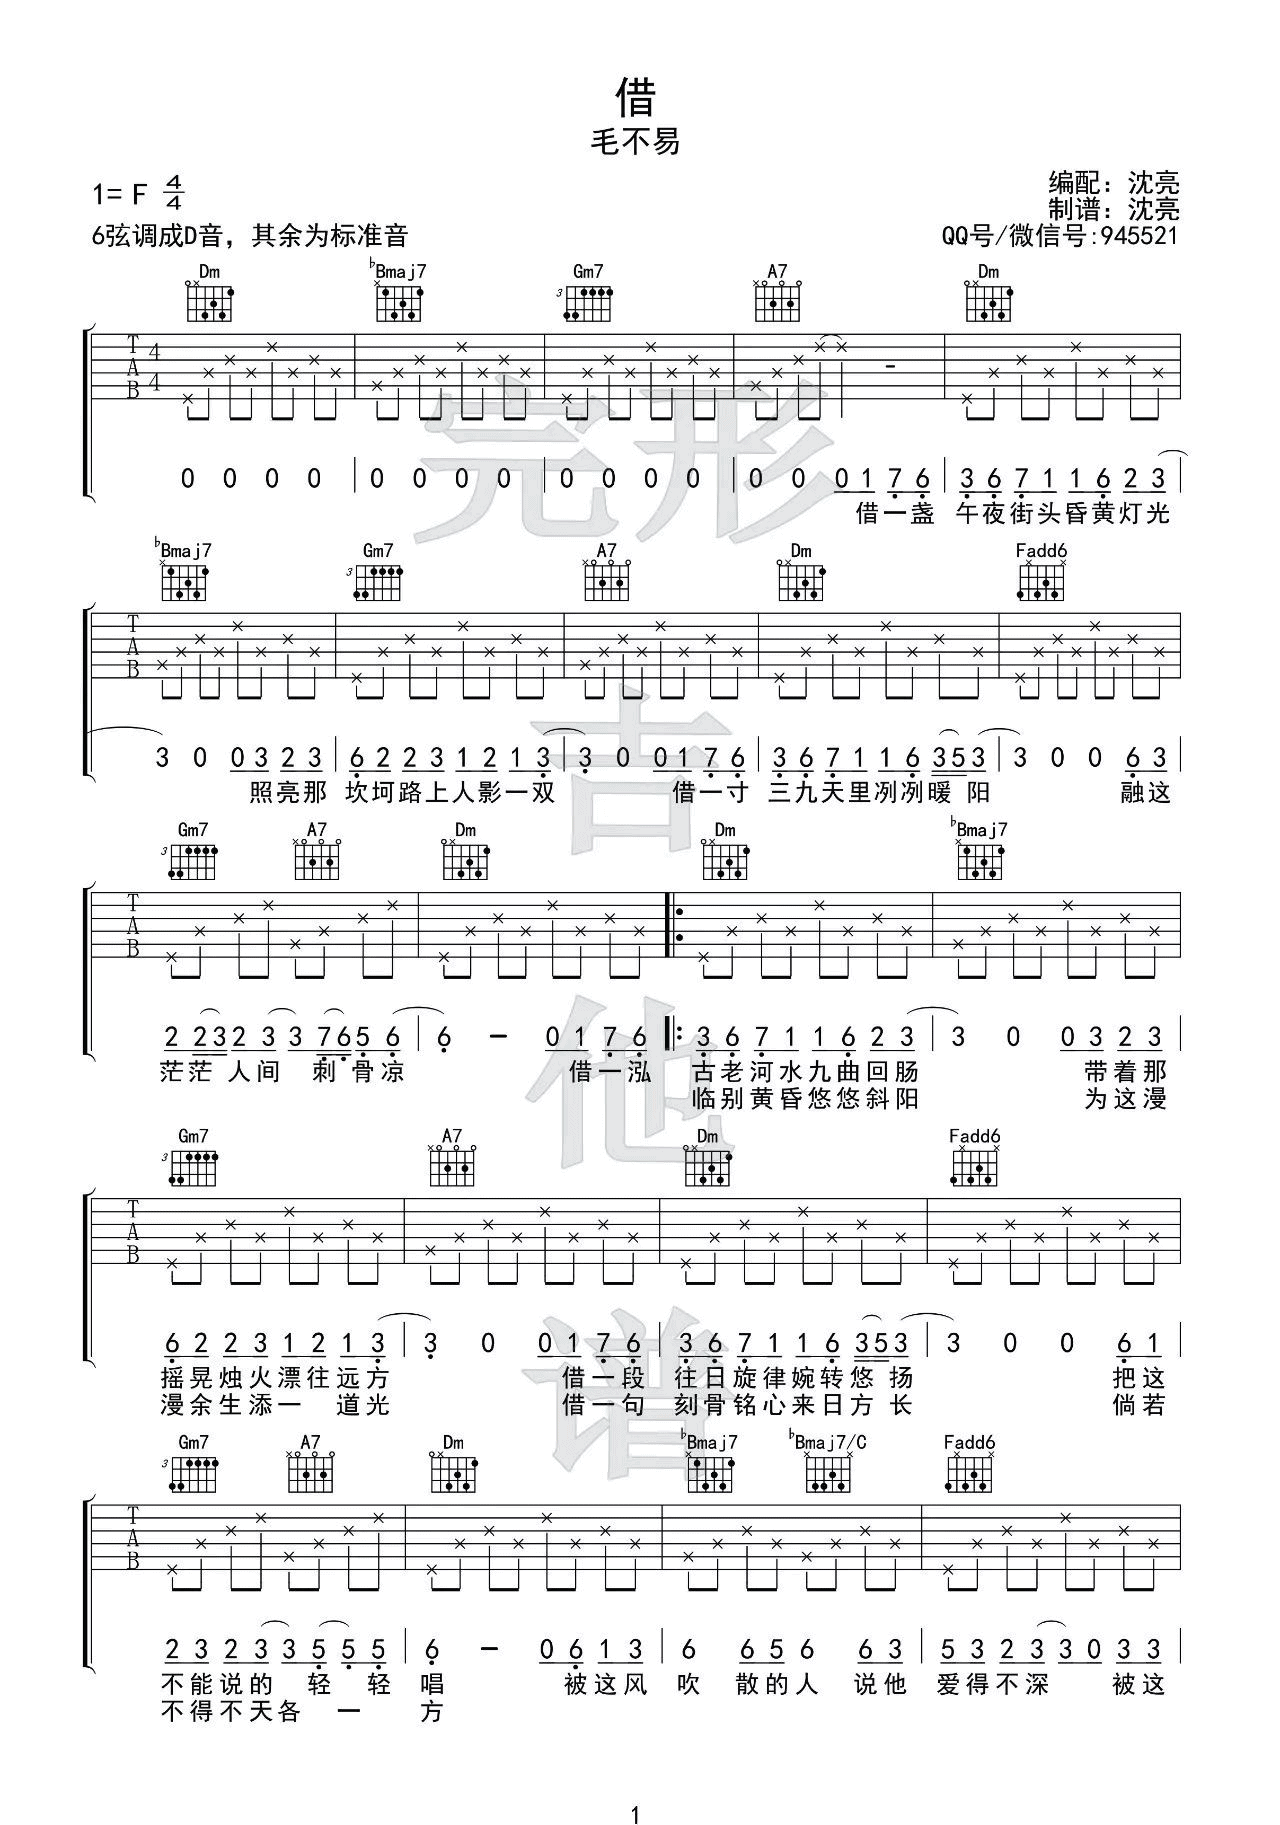 借
毛不易
1= F 4/4
编配：沈亮
制谱：沈亮
6弦调成D音，其余为标准音
QQ号/微信号:945521
Dm ♭Bmaj7 Gm7 A7 Dm
3
T A B 4 4
0 0 0 0 | 0 0 0 0 | 0 0 0 0 | 0 0 0 1 7 6 | 3 6 7 1 1 6 2 3 |
借一盏 午夜街头昏黄灯光
♭Bmaj7 Gm7 A7 Dm Fadd6
3
T A B
3 0 0 3 2 3 | 6 2 2 3 1 2 1 3 | 3 0 0 1 7 6 | 3 6 7 1 1 6 3 5 3 | 3 0 0 6 3 |
照亮那 坎坷路上人影一双 借一寸 三九天里冽冽暖 阳 融这
Gm7 A7 Dm Dm ♭Bmaj7
3
T A B
2 2 3 2 3 3 7 6 5 6 | 6 - 0 1 7 6 |: 3 6 7 1 1 6 2 3 | 3 0 0 3 2 3 |
茫茫 人间 刺 骨凉 借一泓 古老河水九曲回肠 带着那
临别黄昏悠悠斜阳 为这漫
Gm7 A7 Dm Fadd6
3
T A B
6 2 2 3 1 2 1 3 | 3 0 0 1 7 6 | 3 6 7 1 1 6 3 5 3 | 3 0 0 6 1 |
摇晃烛火漂往远方 借一段 往日旋律婉转悠 扬 把这
漫余生添一 道光 借一句 刻骨铭心来日方 长 倘若
Gm7 A7 Dm ♭Bmaj7 ♭Bmaj7/C Fadd6
3
T A B
2 3 2 3 3 5 5 5 | 6 - 0 6 1 3 | 6 6 5 6 6 3 | 5 3 2 3 3 0 3 3 |
不能说的 轻 轻 唱 被这风 吹 散的人 说他 爱得不深 被这
不得不天各 一 方
完形吉他谱
1